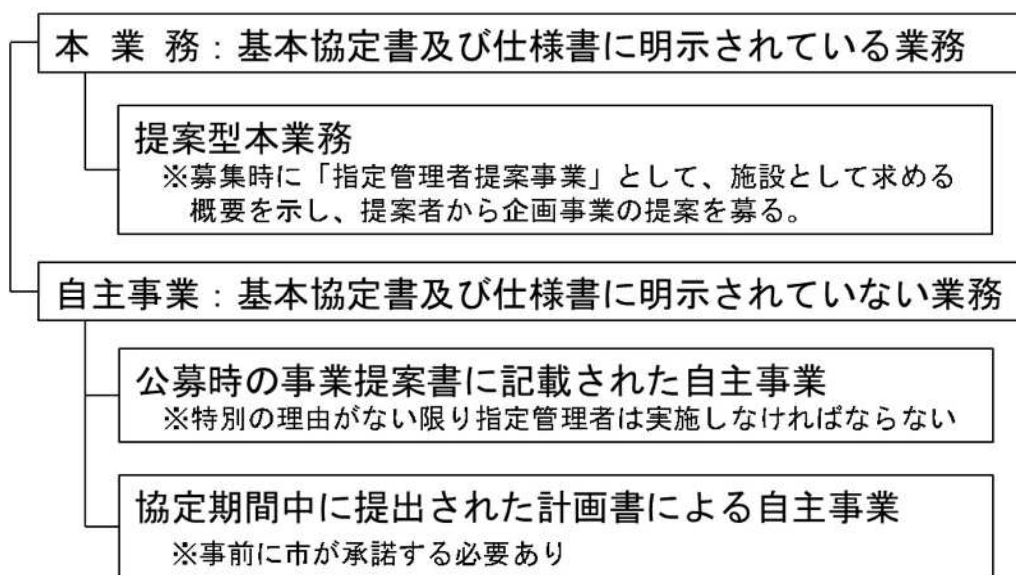 本業務：基本協定書及び仕様書に明示されている業務
提案型本業務
※募集時に「指定管理者提案事業」として、施設として求める
概要を示し、提案者から企画事業の提案を募る。
自主事業：基本協定書及び仕様書に明示されていない業務
公募時の事業提案書に記載された自主事業
※特別の理由がない限り指定管理者は実施しなければならない
協定期間中に提出された計画書による自主事業
※事前に市が承諾する必要あり